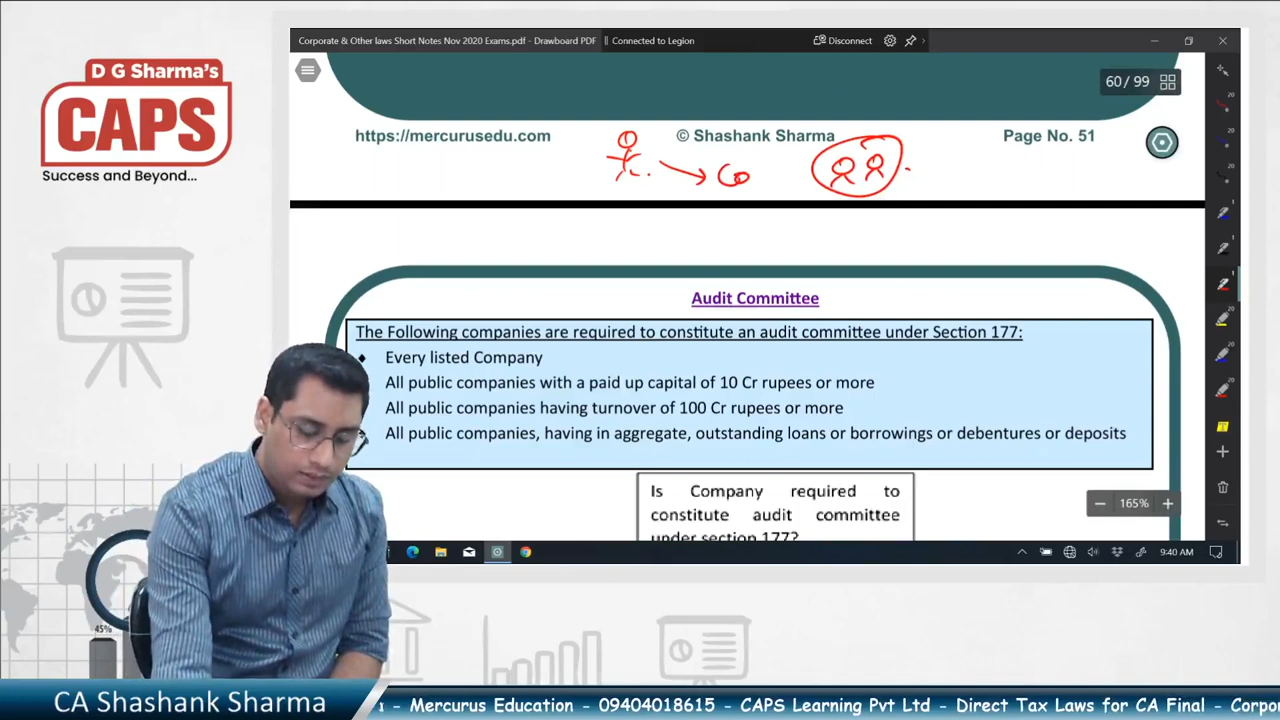 D G Sharma's
CAPS
Success and Beyond...
Corporate & Other laws Short Notes Nov 2020 Exams.pdf - Drawboard PDF
Connected to Legion
Disconnect
60 / 99
https://mercurusedu.com
© Shashank Sharma
Page No. 51
Co
Audit Committee
The Following companies are required to constitute an audit committee under Section 177:
♦ Every listed Company
All public companies with a paid up capital of 10 Cr rupees or more
All public companies having turnover of 100 Cr rupees or more
All public companies, having in aggregate, outstanding loans or borrowings or debentures or deposits
Is Company required to
constitute audit committee
under section 177?
165%
9:40 AM
45%
CA Shashank Sharma
- Mercurus Education - 09404018615 - CAPS Learning Pvt Ltd - Direct Tax Laws for CA Final - Corpo